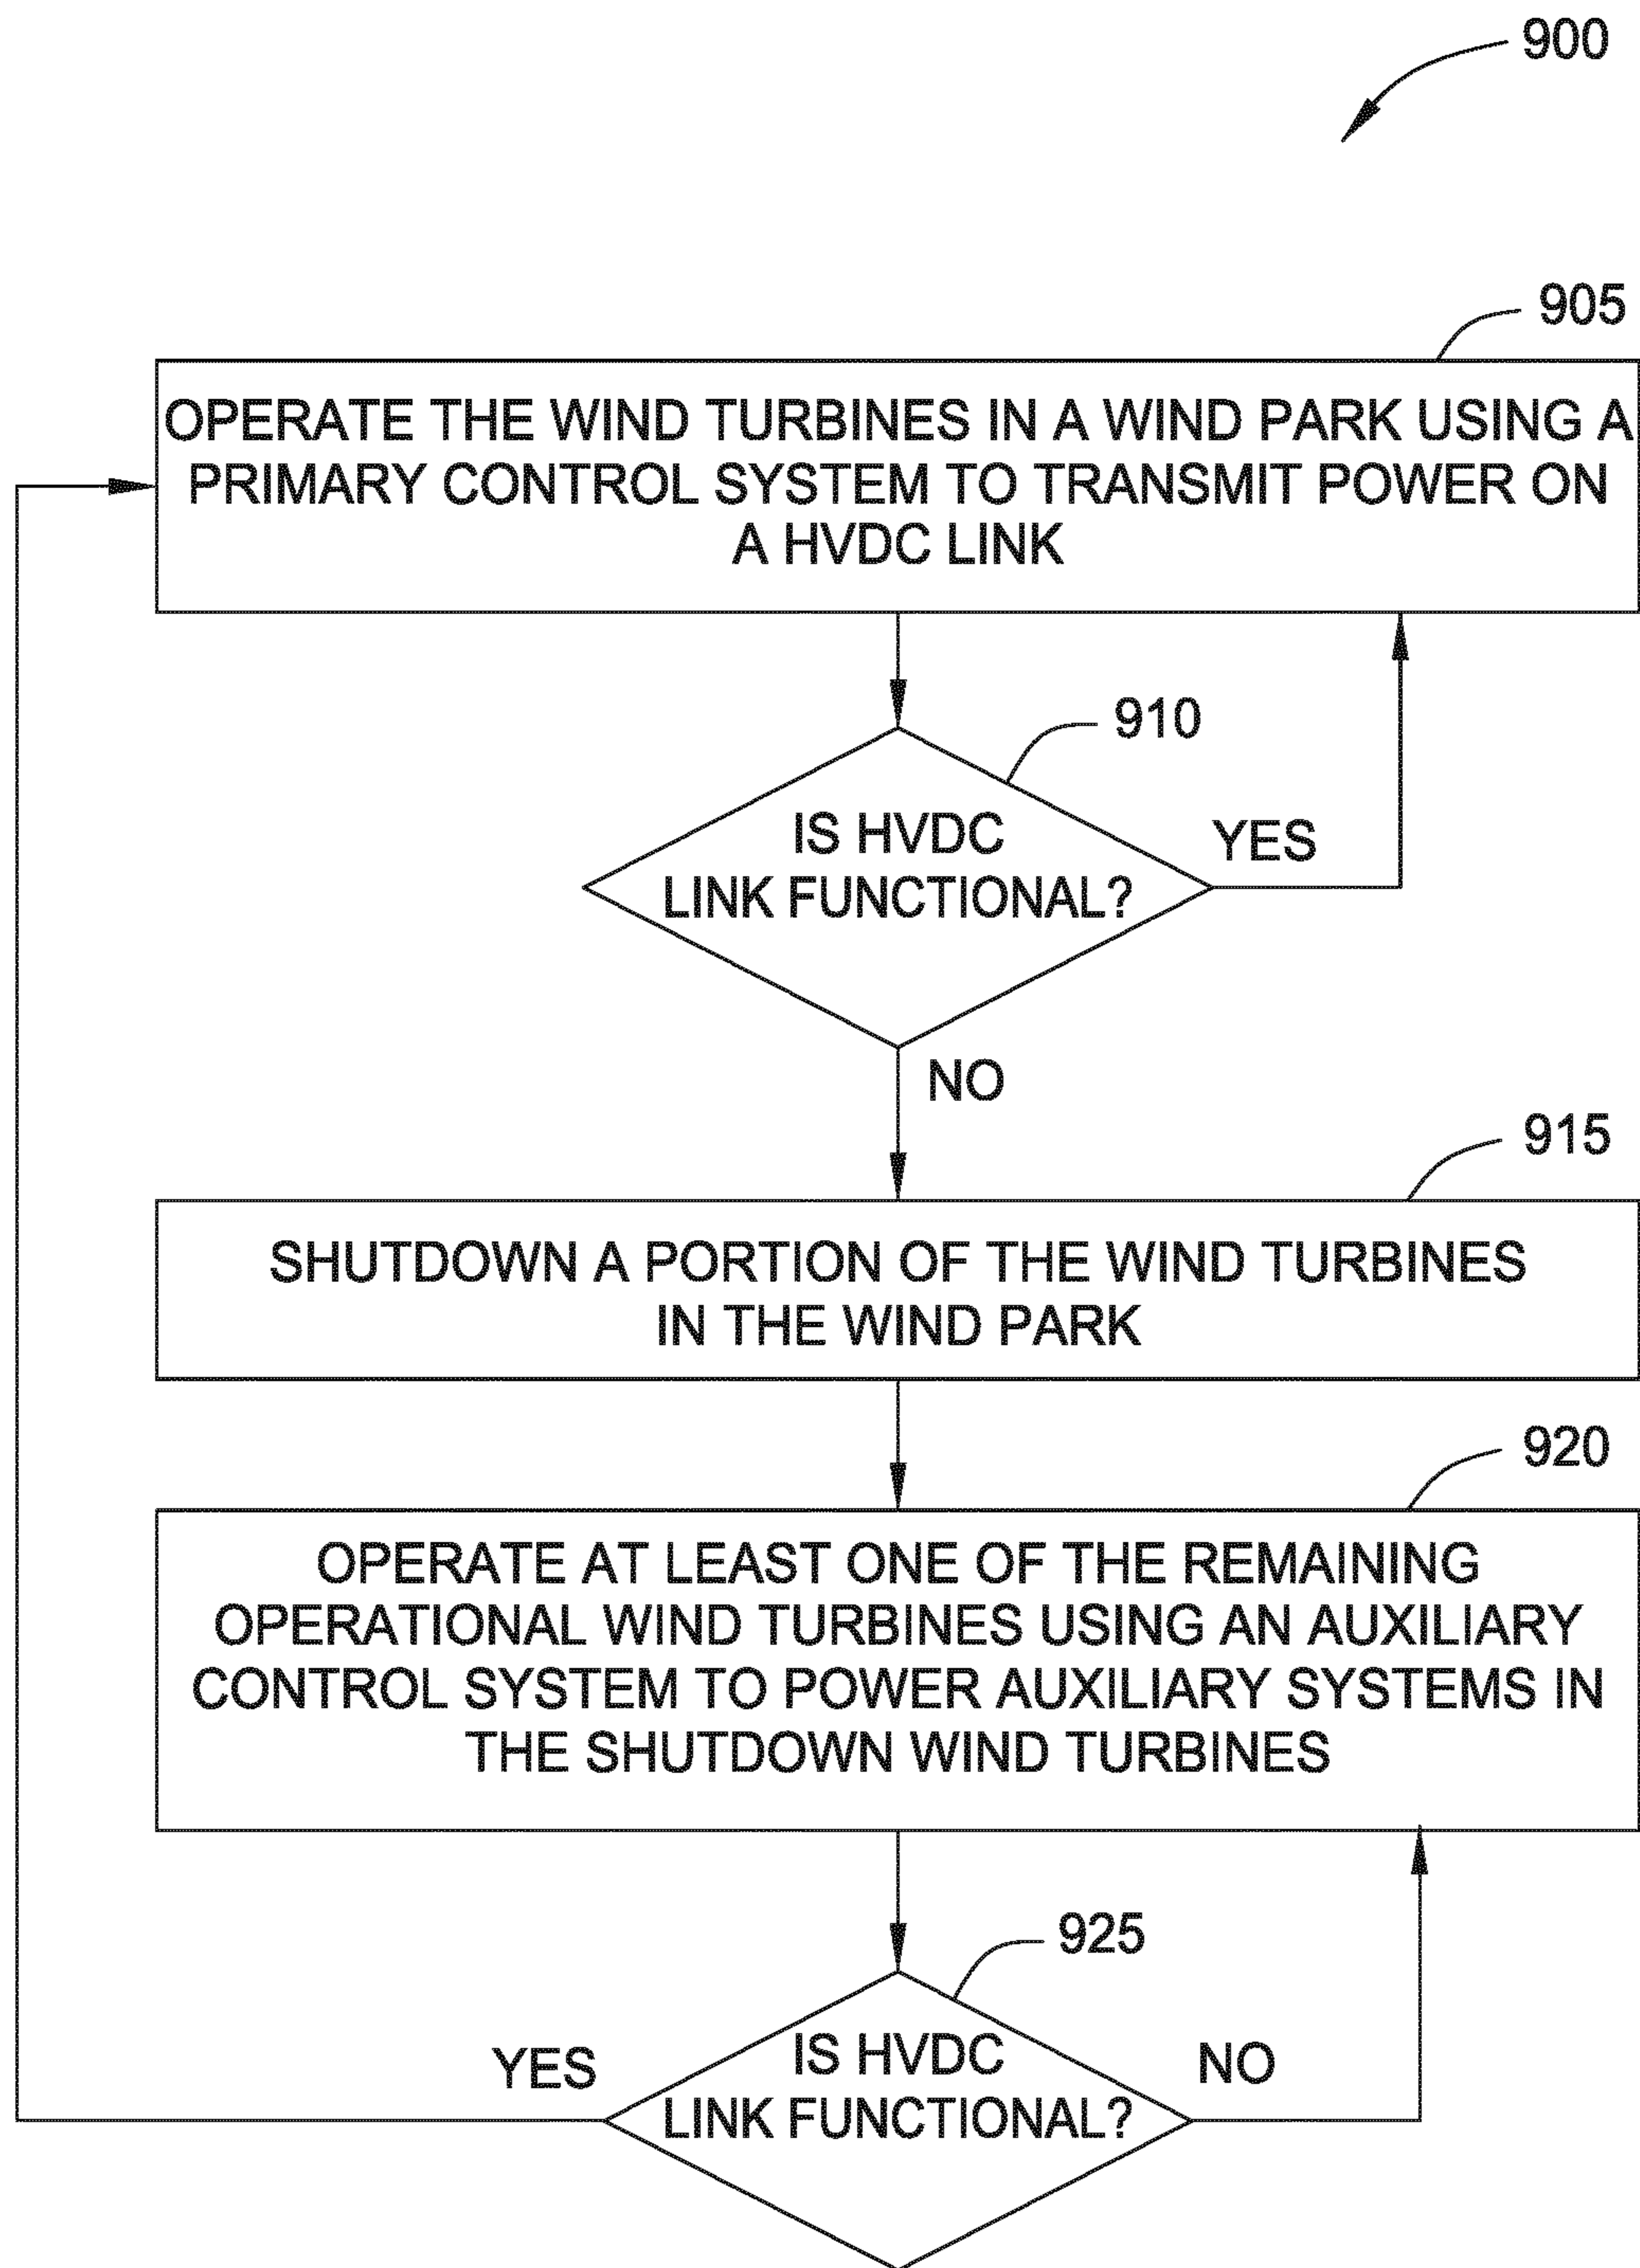 900
905
OPERATE THE WIND TURBINES IN A WIND PARK USING A
PRIMARY CONTROL SYSTEM TO TRANSMIT POWER ON
A HVDC LINK
910
IS HVDC
LINK FUNCTIONAL?
YES
NO
915
SHUTDOWN A PORTION OF THE WIND TURBINES
IN THE WIND PARK
920
OPERATE AT LEAST ONE OF THE REMAINING
OPERATIONAL WIND TURBINES USING AN AUXILIARY
CONTROL SYSTEM TO POWER AUXILIARY SYSTEMS IN
THE SHUTDOWN WIND TURBINES
925
YES
IS HVDC
LINK FUNCTIONAL?
NO